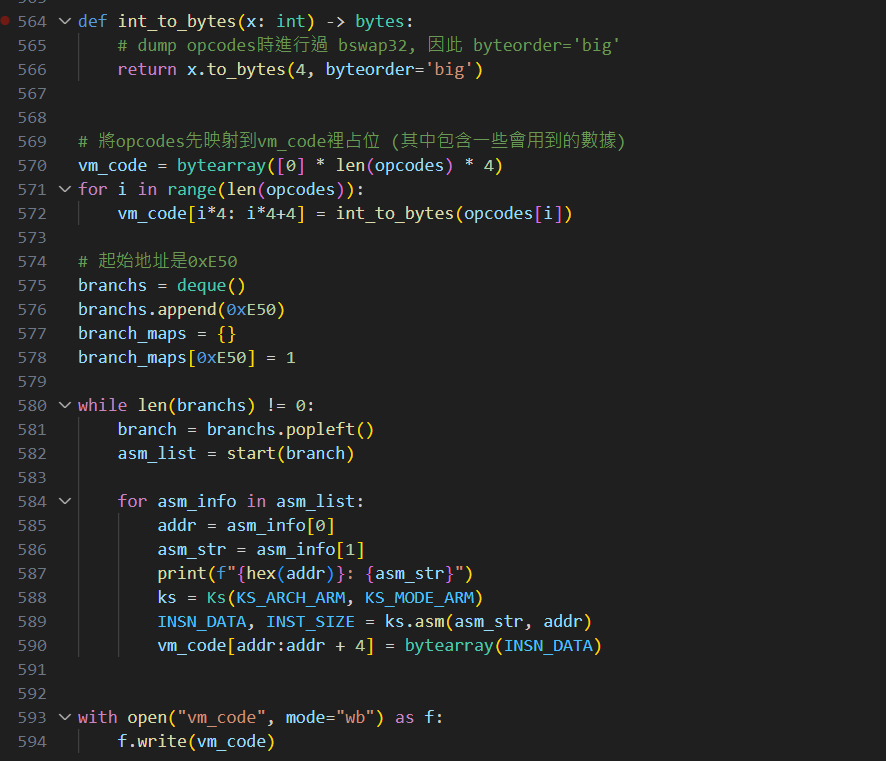 564 def int_to_bytes(x: int) -> bytes:
565     # dump opcodes時進行過 bswap32, 因此 byteorder='big'
566     return x.to_bytes(4, byteorder='big')
567
568
569 # 將opcodes先映射到vm_code裡占位 (其中包含一些會用到的數據)
570 vm_code = bytearray([0] * len(opcodes) * 4)
571 for i in range(len(opcodes)):
572     vm_code[i*4: i*4+4] = int_to_bytes(opcodes[i])
573
574 # 起始地址是0xE50
575 branchs = deque()
576 branchs.append(0xE50)
577 branch_maps = {}
578 branch_maps[0xE50] = 1
579
580 while len(branchs) != 0:
581     branch = branchs.popleft()
582     asm_list = start(branch)
583
584     for asm_info in asm_list:
585         addr = asm_info[0]
586         asm_str = asm_info[1]
587         print(f"{hex(addr)}: {asm_str}")
588         ks = Ks(KS_ARCH_ARM, KS_MODE_ARM)
589         INSN_DATA, INST_SIZE = ks.asm(asm_str, addr)
590         vm_code[addr:addr + 4] = bytearray(INSN_DATA)
591
592
593 with open("vm_code", mode="wb") as f:
594     f.write(vm_code)